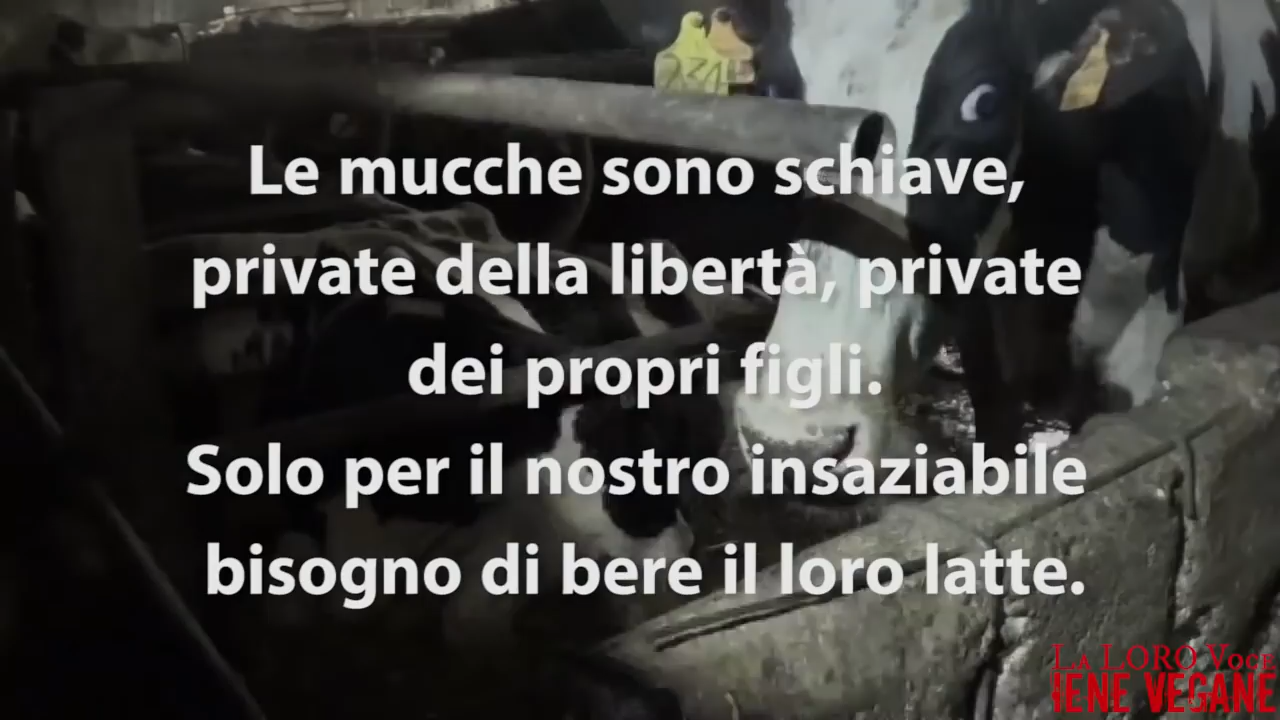 234
Le mucche sono schiave,
private della libertà, private
dei propri figli.
Solo per il nostro insaziabile
bisogno di bere il loro latte.
LA LORO VOCE
IENE VEGANE